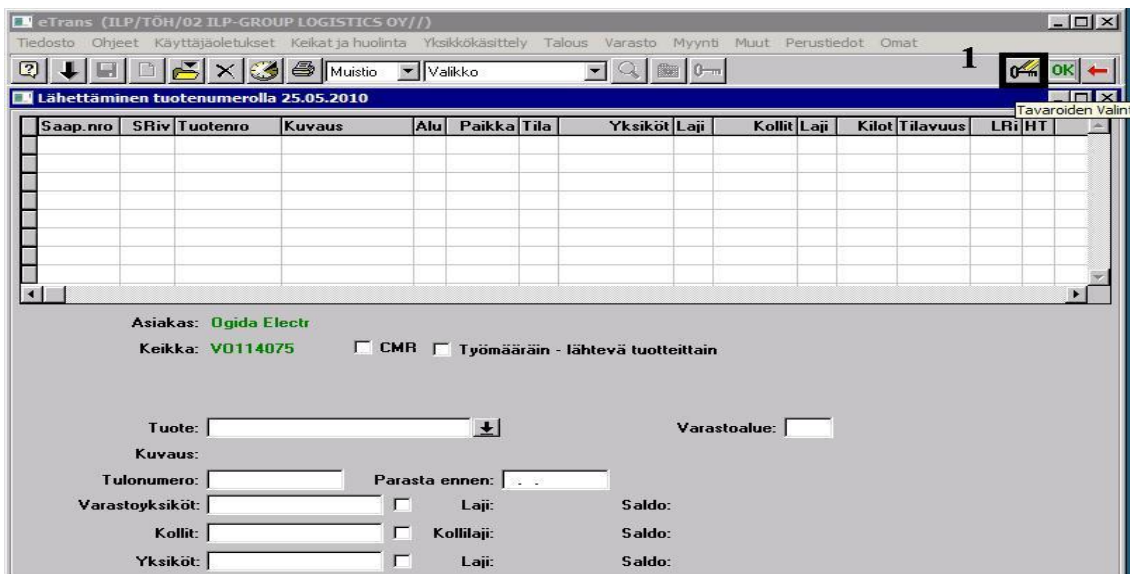 eTrans (ILP/TÖH/02 ILP-GROUP LOGISTICS OY//)
Tiedosto Ohjeet Käyttäjäoletukset Keikat ja huolinta Yksikkökäsittely Talous Varasto Myynti Muut Perustiedot Omat
Muistio Valikko 1 OK
Lähettäminen tuotenumerolla 25.05.2010
Tavaroiden Valint
Saap.nro SRiv Tuotenro Kuvaus Alu Paikka Tila Yksiköt Laji Kollit Laji Kilot Tilavuus LRi HT
Asiakas: Ogida Electr
Keikka: VO114075 CMR Työmääräin - lähtevä tuotteittain
Tuote: Varastoalue:
Kuvaus:
Tulonumero: Parasta ennen: . .
Varastoyksiköt: Laji: Saldo:
Kollit: Kollilaji: Saldo:
Yksiköt: Laji: Saldo: